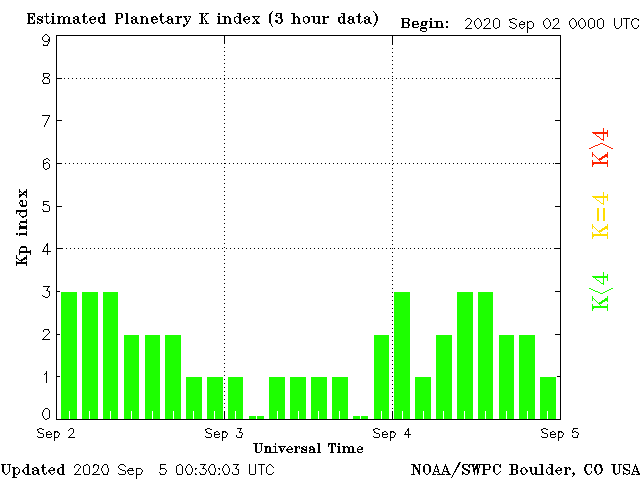 Estimated Planetary K index (3 hour data)
Begin: 2020 Sep 02 0000 UTC
9
8
7
6
5
4
3
2
1
0
Kp index
K>4
K=4
K<4
Sep 2
Sep 3
Sep 4
Sep 5
Universal Time
Updated 2020 Sep 5 00:30:03 UTC
NOAA/SWPC Boulder, CO USA